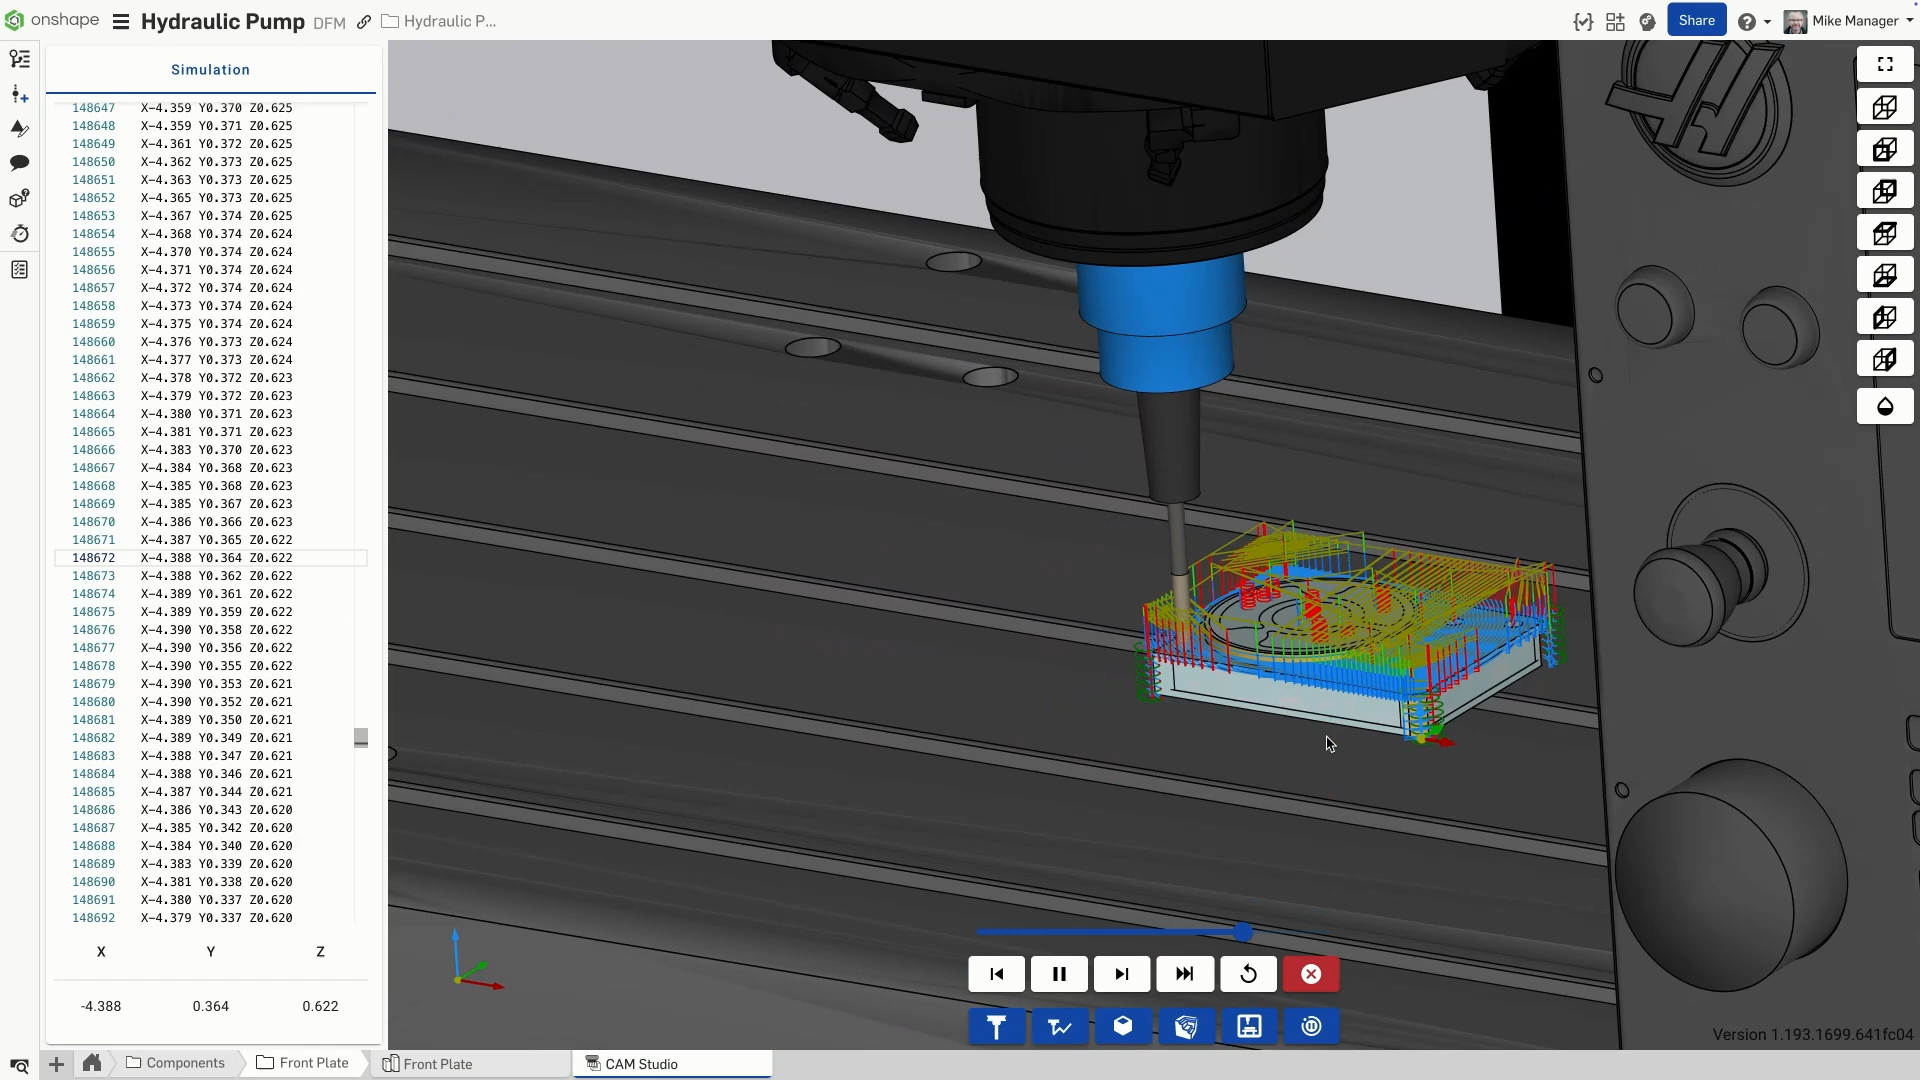 onshape
Hydraulic Pump DFM Hydraulic P...
Share
Mike Manager
Simulation
148647 X-4.359 Y0.370 Z0.625
148648 X-4.359 Y0.371 Z0.625
148649 X-4.361 Y0.372 Z0.625
148650 X-4.362 Y0.373 Z0.625
148651 X-4.363 Y0.373 Z0.625
148652 X-4.365 Y0.373 Z0.625
148653 X-4.367 Y0.374 Z0.625
148654 X-4.368 Y0.374 Z0.624
148655 X-4.370 Y0.374 Z0.624
148656 X-4.371 Y0.374 Z0.624
148657 X-4.372 Y0.374 Z0.624
148658 X-4.373 Y0.374 Z0.624
148659 X-4.375 Y0.374 Z0.624
148660 X-4.376 Y0.373 Z0.624
148661 X-4.377 Y0.373 Z0.624
148662 X-4.378 Y0.372 Z0.623
148663 X-4.379 Y0.372 Z0.623
148664 X-4.380 Y0.371 Z0.623
148665 X-4.381 Y0.371 Z0.623
148666 X-4.383 Y0.370 Z0.623
148667 X-4.384 Y0.368 Z0.623
148668 X-4.385 Y0.368 Z0.623
148669 X-4.385 Y0.367 Z0.623
148670 X-4.386 Y0.366 Z0.623
148671 X-4.387 Y0.365 Z0.622
148672 X-4.388 Y0.364 Z0.622
148673 X-4.388 Y0.362 Z0.622
148674 X-4.389 Y0.361 Z0.622
148675 X-4.389 Y0.359 Z0.622
148676 X-4.390 Y0.358 Z0.622
148677 X-4.390 Y0.356 Z0.622
148678 X-4.390 Y0.355 Z0.622
148679 X-4.390 Y0.353 Z0.621
148680 X-4.390 Y0.352 Z0.621
148681 X-4.389 Y0.350 Z0.621
148682 X-4.389 Y0.349 Z0.621
148683 X-4.388 Y0.347 Z0.621
148684 X-4.388 Y0.346 Z0.621
148685 X-4.387 Y0.344 Z0.621
148686 X-4.386 Y0.343 Z0.620
148687 X-4.385 Y0.342 Z0.620
148688 X-4.384 Y0.340 Z0.620
148689 X-4.383 Y0.339 Z0.620
148690 X-4.381 Y0.338 Z0.620
148691 X-4.380 Y0.337 Z0.620
148692 X-4.379 Y0.337 Z0.620
X Y Z
-4.388 0.364 0.622
Version 1.193.1699.641fc04
Components
Front Plate
Front Plate
CAM Studio